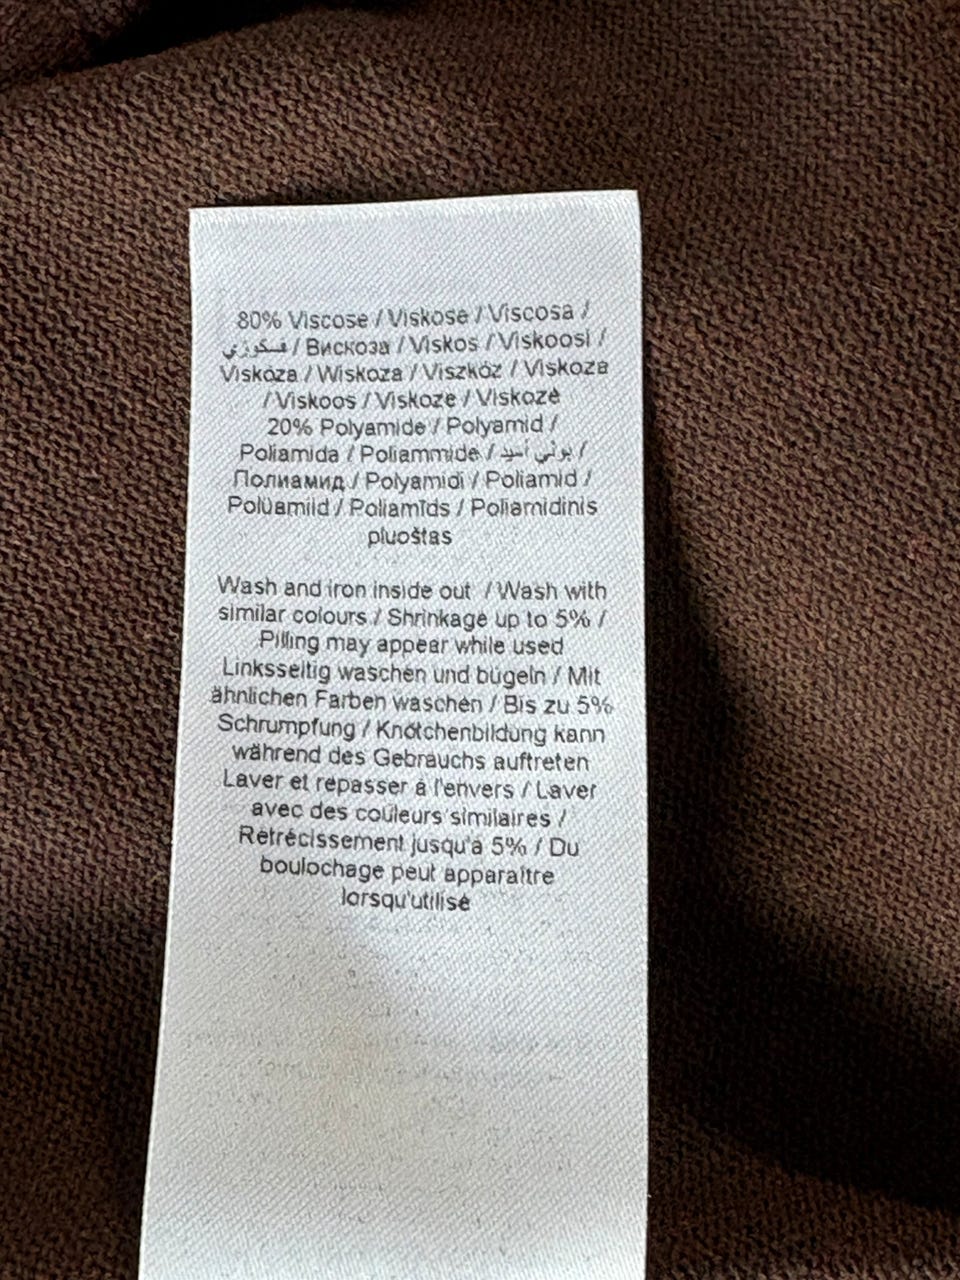 80% Viscose / Viskose / Viscosa /
فسكوزي / Вискоза / Viskos / Viskoosi /
Viskóza / Wiskoza / Viszkóz / Viskoza
/ Viskoos / Viskoze / Viskozė
20% Polyamide / Polyamid /
Poliamida / Poliammide / بولي أميد /
Полиамид / Polyamidi / Poliamid /
Polüamiid / Poliamīds / Poliamidinis
pluoštas
Wash and iron inside out / Wash with
similar colours / Shrinkage up to 5% /
Pilling may appear while used
Linksseitig waschen und bügeln / Mit
ähnlichen Farben waschen / Bis zu 5%
Schrumpfung / Knötchenbildung kann
während des Gebrauchs auftreten
Laver et repasser à l'envers / Laver
avec des couleurs similaires /
Rétrécissement jusqu'à 5% / Du
boulochage peut apparaître
lorsqu'utilisé